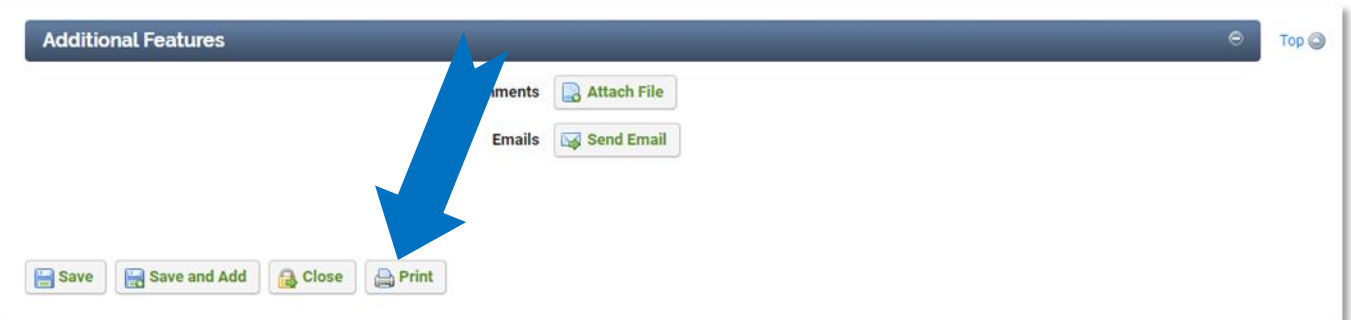 Additional Features
Top
Attach File
Emails Send Email
Save Save and Add Close Print